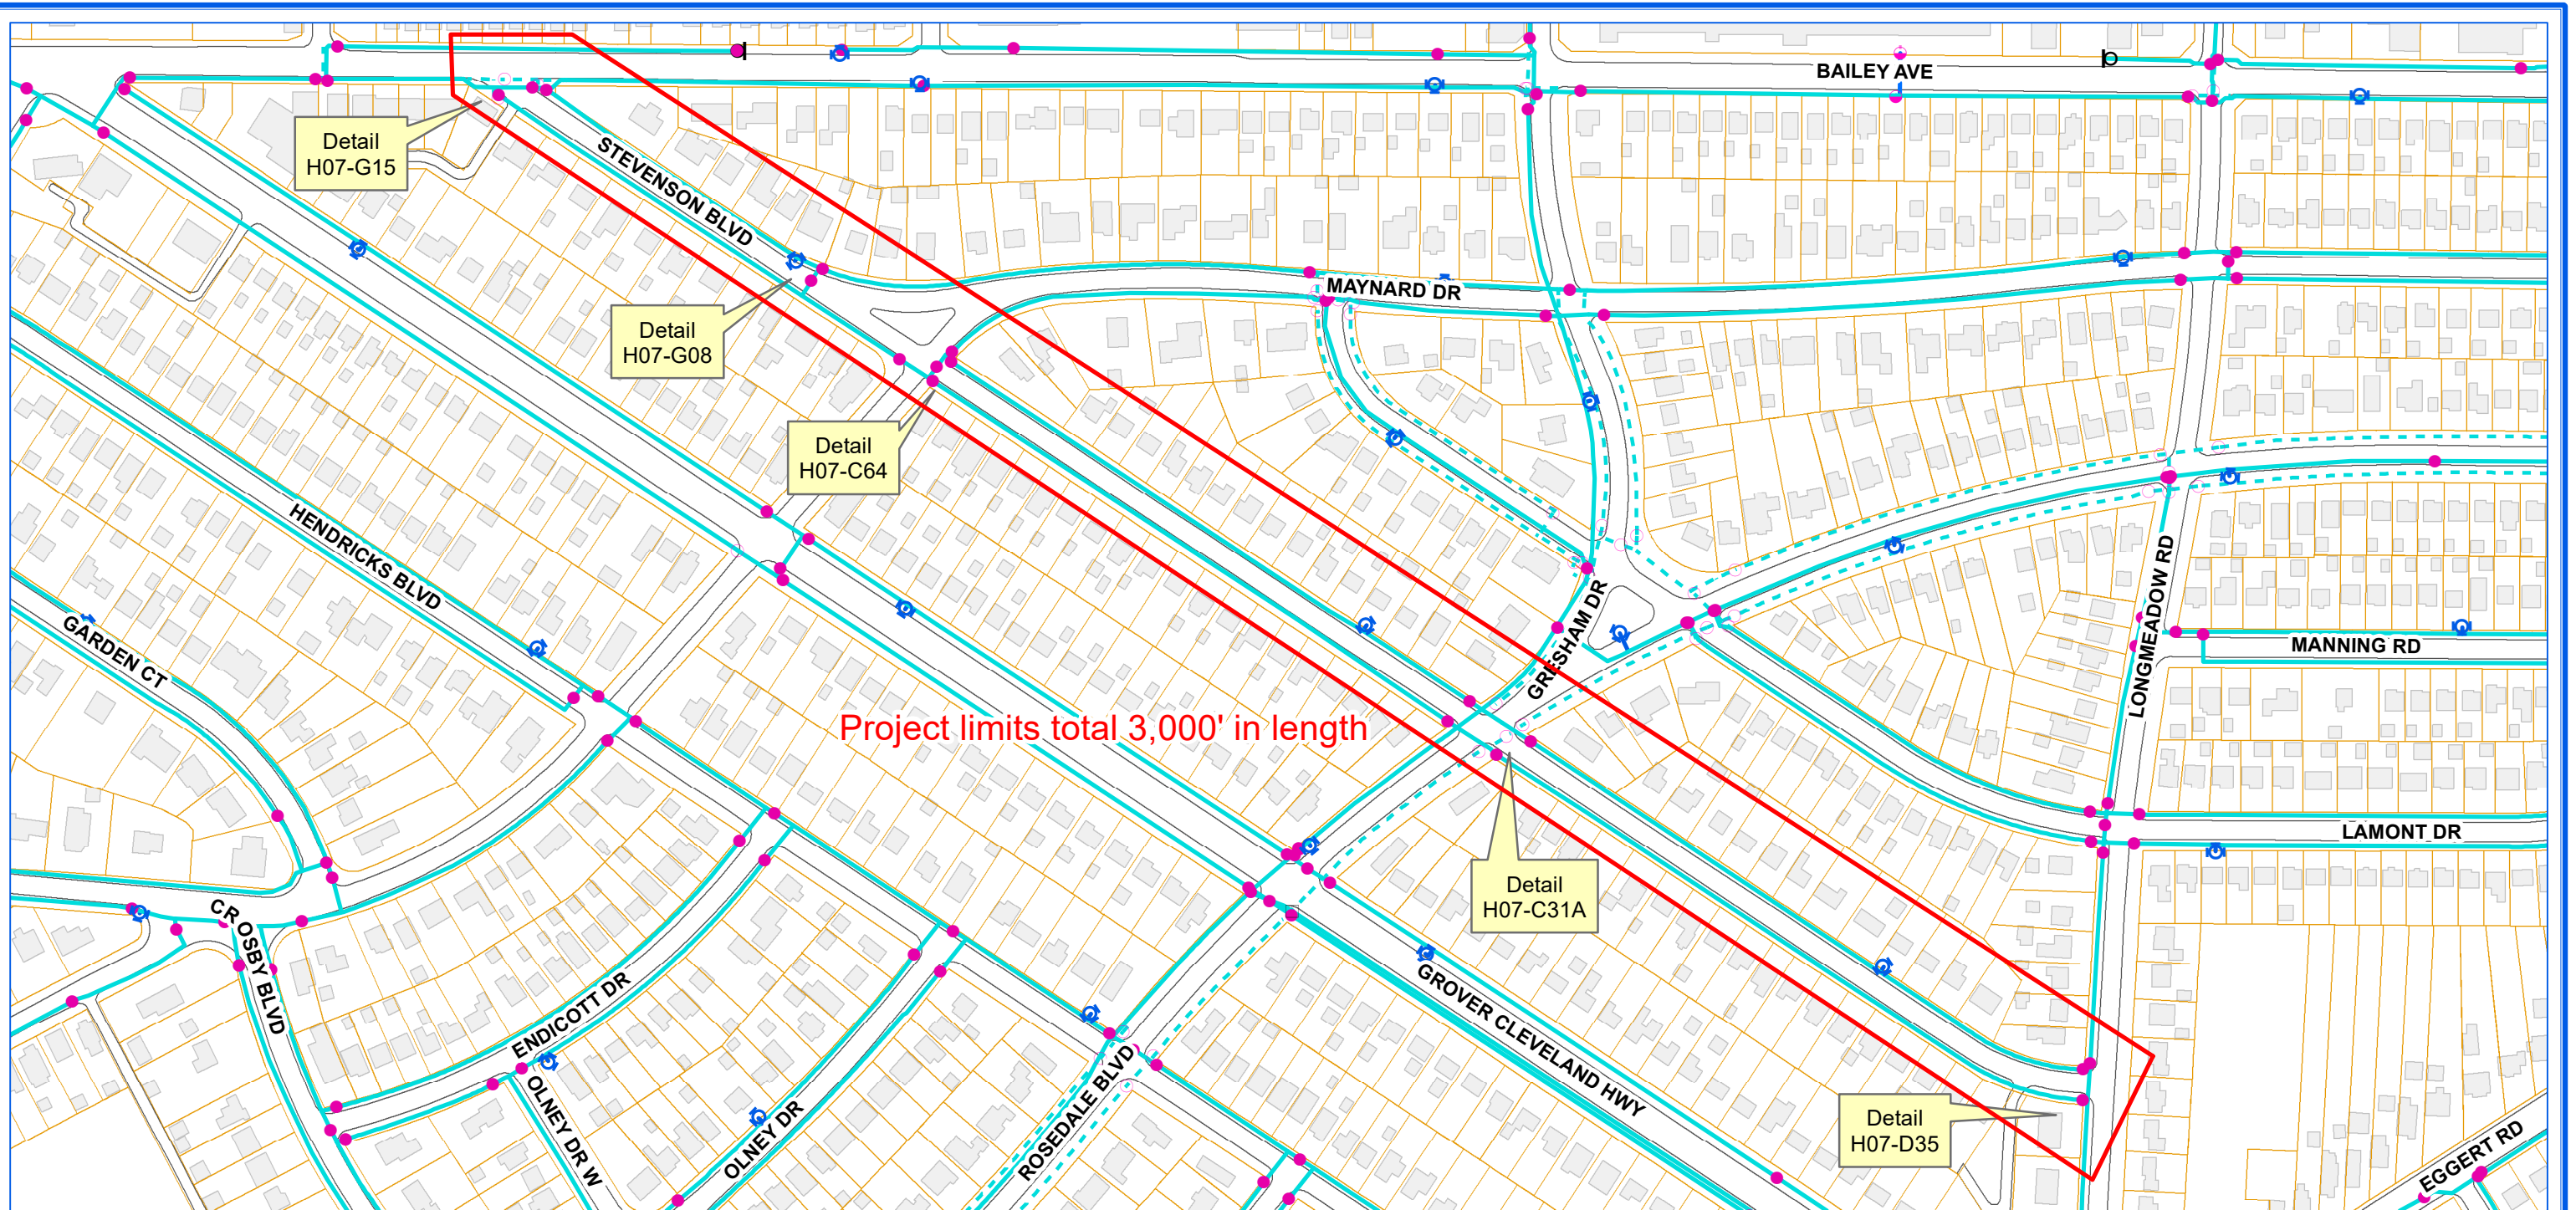 BAILEY AVE
Detail
H07-G15
STEVENSON BLVD
MAYNARD DR
Detail
H07-G08
Detail
H07-C64
HENDRICKS BLVD
GARDEN CT
GRESHAM DR
LONGMEADOW RD
MANNING RD
Project limits total 3,000' in length
LAMONT DR
Detail
H07-C31A
CROSBY BLVD
ENDICOTT DR
GROVER CLEVELAND HWY
OLNEY DR W
OLNEY DR
ROSEDALE BLVD
Detail
H07-D35
EGGERT RD